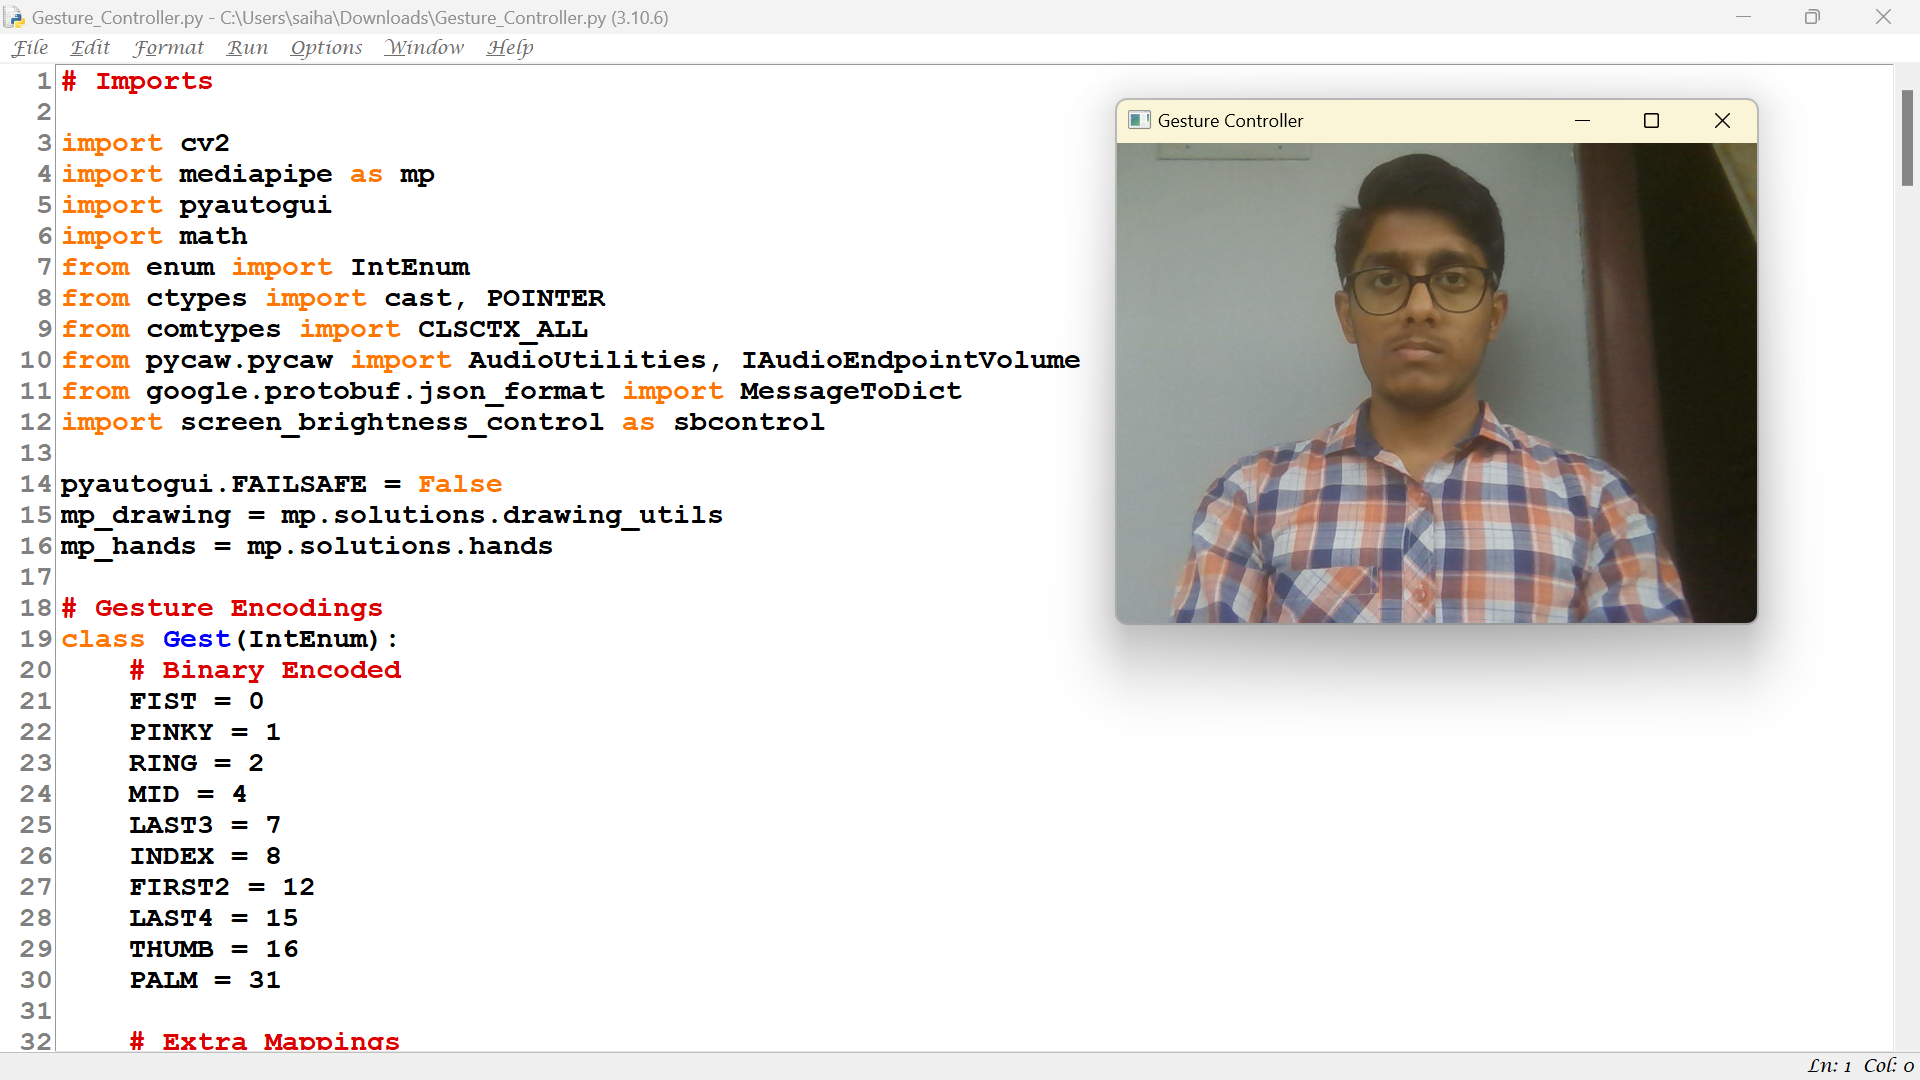 Gesture_Controller.py - C:\Users\saiha\Downloads\Gesture_Controller.py (3.10.6)
File Edit Format Run Options Window Help
1 # Imports
2
3 import cv2
4 import mediapipe as mp
5 import pyautogui
6 import math
7 from enum import IntEnum
8 from ctypes import cast, POINTER
9 from comtypes import CLSCTX_ALL
10 from pycaw.pycaw import AudioUtilities, IAudioEndpointVolume
11 from google.protobuf.json_format import MessageToDict
12 import screen_brightness_control as sbcontrol
13
14 pyautogui.FAILSAFE = False
15 mp_drawing = mp.solutions.drawing_utils
16 mp_hands = mp.solutions.hands
17
18 # Gesture Encodings
19 class Gest(IntEnum):
20     # Binary Encoded
21     FIST = 0
22     PINKY = 1
23     RING = 2
24     MID = 4
25     LAST3 = 7
26     INDEX = 8
27     FIRST2 = 12
28     LAST4 = 15
29     THUMB = 16
30     PALM = 31
31
32     # Extra Mappings
Gesture Controller
Ln: 1 Col: 0